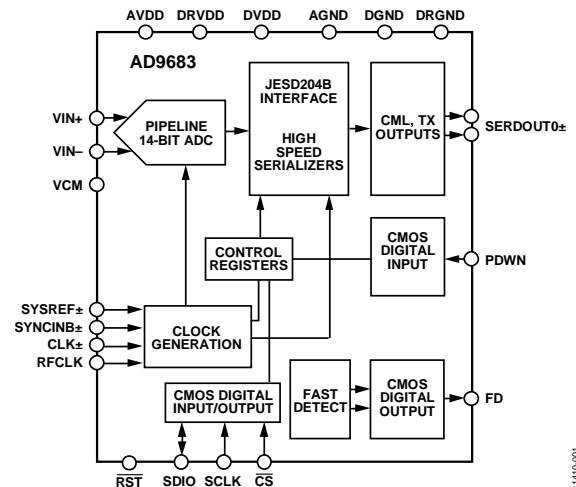 AVDD DRVDD DVDD AGND DGND DRGND
AD9683
VIN+
VIN–
VCM
PIPELINE
14-BIT ADC
JESD204B
INTERFACE
HIGH
SPEED
SERIALIZERS
CML, TX
OUTPUTS
SERDOUT0±
CONTROL
REGISTERS
CMOS
DIGITAL
INPUT
PDWN
SYSREF±
SYNCINB±
CLK±
RFCLK
CLOCK
GENERATION
CMOS DIGITAL
INPUT/OUTPUT
FAST
DETECT
CMOS
DIGITAL
OUTPUT
FD
RST SDIO SCLK CS